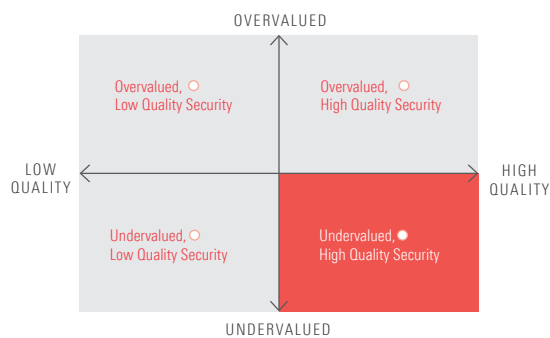 OVERVALUED
Overvalued,
Low Quality Security
Overvalued,
High Quality Security
LOW
QUALITY
HIGH
QUALITY
Undervalued,
Low Quality Security
Undervalued,
High Quality Security
UNDERVALUED